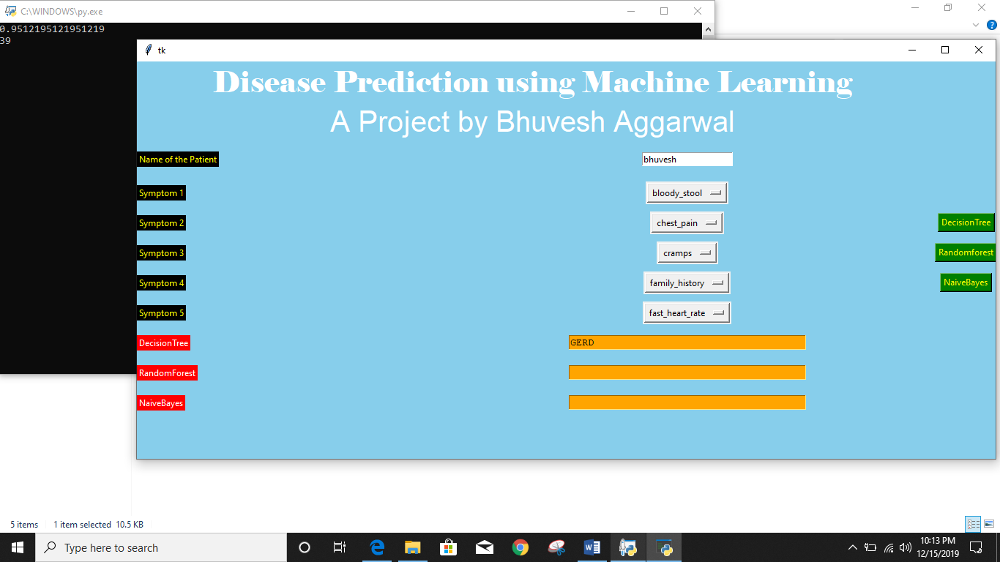 C:\WINDOWS\py.exe
0.9512195121951219
39
tk
Disease Prediction using Machine Learning
A Project by Bhuvesh Aggarwal
Name of the Patient bhuvesh
Symptom 1 bloody_stool
Symptom 2 chest_pain DecisionTree
Symptom 3 cramps Randomforest
Symptom 4 family_history NaiveBayes
Symptom 5 fast_heart_rate
DecisionTree GERD
RandomForest
NaiveBayes
5 items 1 item selected 10.5 KB
Type here to search
10:13 PM
12/15/2019